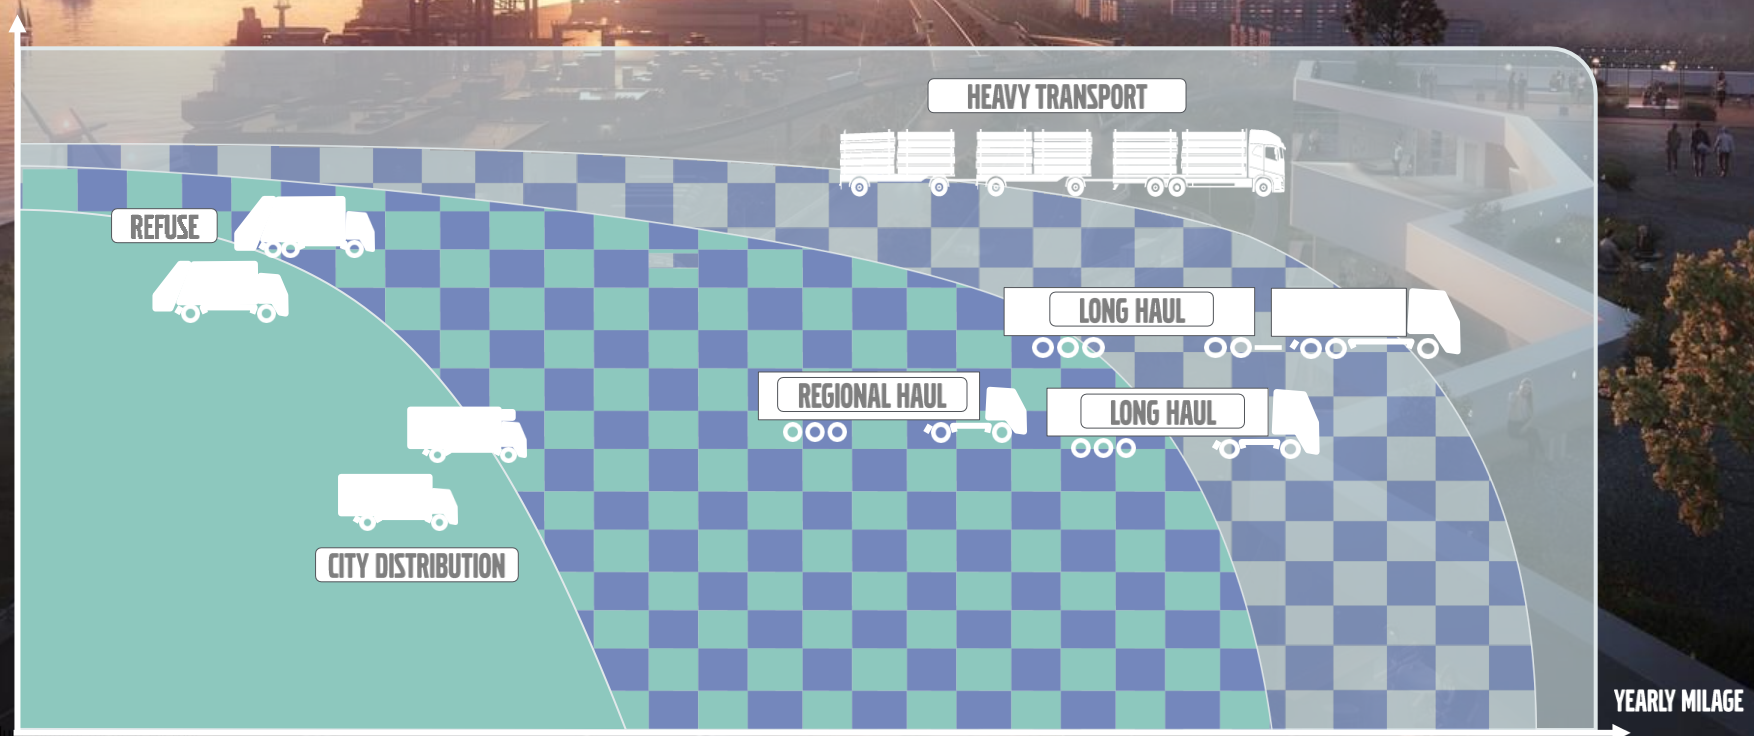 HEAVY TRANSPORT
REFUSE
LONG HAUL
REGIONAL HAUL
LONG HAUL
CITY DISTRIBUTION
YEARLY MILAGE